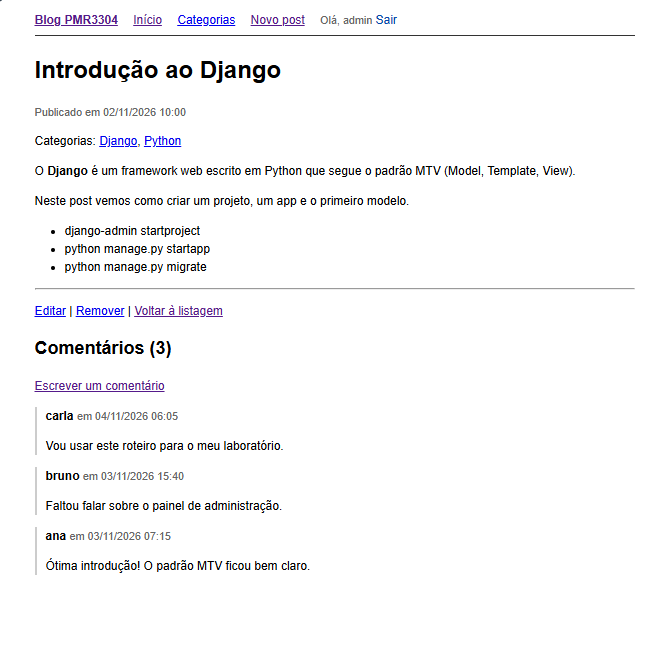 Blog PMR3304 Início Categorias Novo post Olá, admin Sair
Introdução ao Django
Publicado em 02/11/2026 10:00
Categorias: Django, Python
O Django é um framework web escrito em Python que segue o padrão MTV (Model, Template, View).
Neste post vemos como criar um projeto, um app e o primeiro modelo.
• django-admin startproject
• python manage.py startapp
• python manage.py migrate
Editar | Remover | Voltar à listagem
Comentários (3)
Escrever um comentário
carla em 04/11/2026 06:05
Vou usar este roteiro para o meu laboratório.
bruno em 03/11/2026 15:40
Faltou falar sobre o painel de administração.
ana em 03/11/2026 07:15
Ótima introdução! O padrão MTV ficou bem claro.